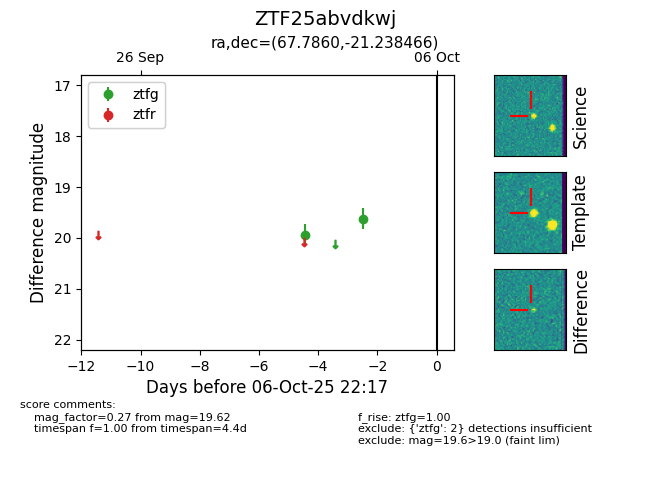 ZTF25abvdkwj
ra,dec=(67.7860,-21.238466)
26 Sep
06 Oct
ztfg
ztfr
17
18
19
20
21
22
Difference magnitude
−12
−10
−8
−6
−4
−2
0
Days before 06-Oct-25 22:17
Science
Template
Difference
score comments:
mag_factor=0.27 from mag=19.62
timespan f=1.00 from timespan=4.4d
f_rise: ztfg=1.00
exclude: {'ztfg': 2} detections insufficient
exclude: mag=19.6>19.0 (faint lim)